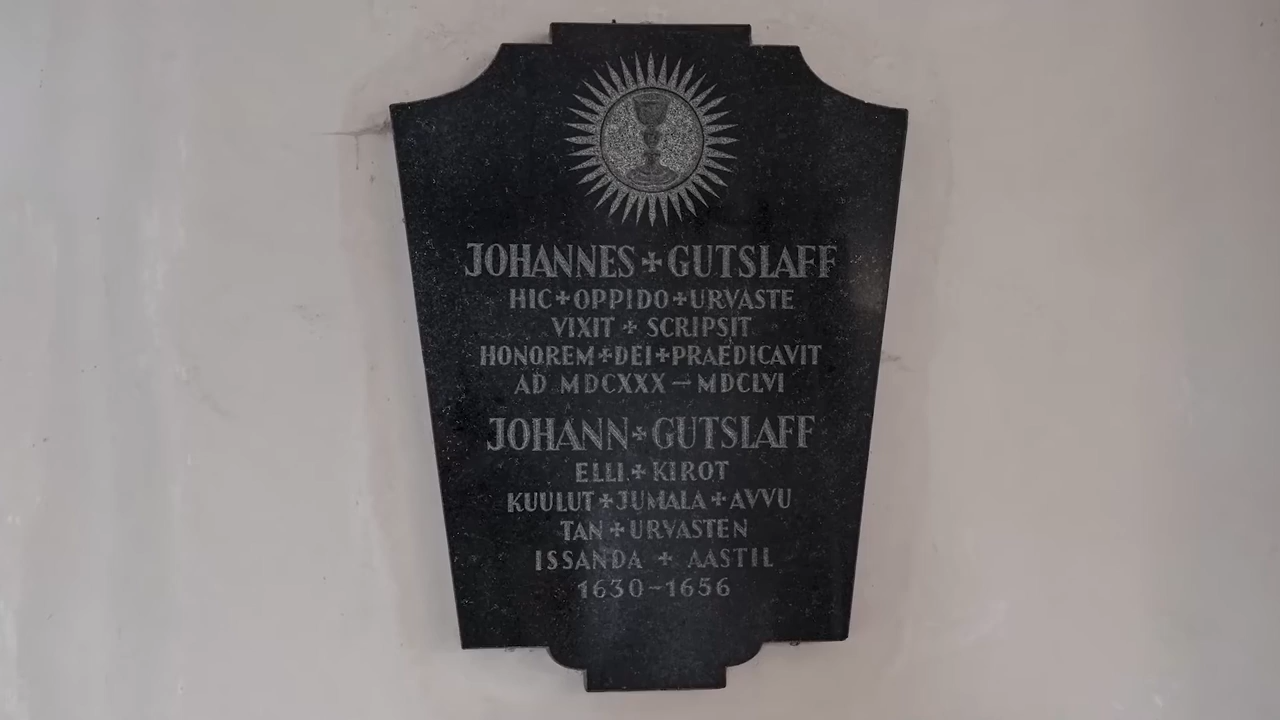 JOHANNES + GUTSLAFF
HIC + OPPIDO + URVASTE
VIXIT + SCRIPSIT
HONOREM + DEI + PRAEDICAVIT
AD MDCXXX – MDCLVI
JOHANN + GUTSLAFF
ELLI + KIROT
KUULUT + JUMALA + AVVU
TAN + URVASTEN
ISSANDA + AASTIL
1630–1656